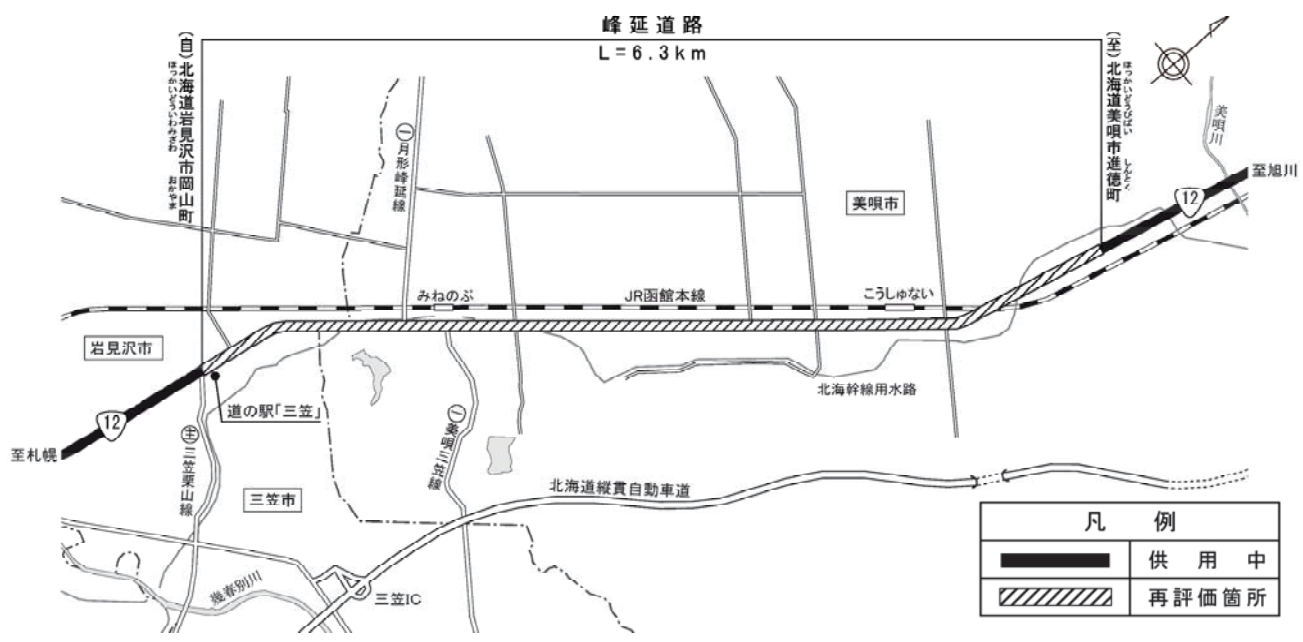 峰延道路
L=6.3km
(自)北海道岩見沢市岡山町
ほっかいどういわみざわ
おかやま
(至)北海道美唄市進徳町
ほっかいどうびばい
しんとく
美唄川
至旭川
12
一 月形峰延線
美唄市
みねのぶ
JR函館本線
こうしゅない
岩見沢市
北海幹線用水路
道の駅「三笠」
12
至札幌
主 三笠栗山線
一 美唄三笠線
北海道縦貫自動車道
三笠市
幾春別川
三笠IC
凡例
供用中
再評価箇所